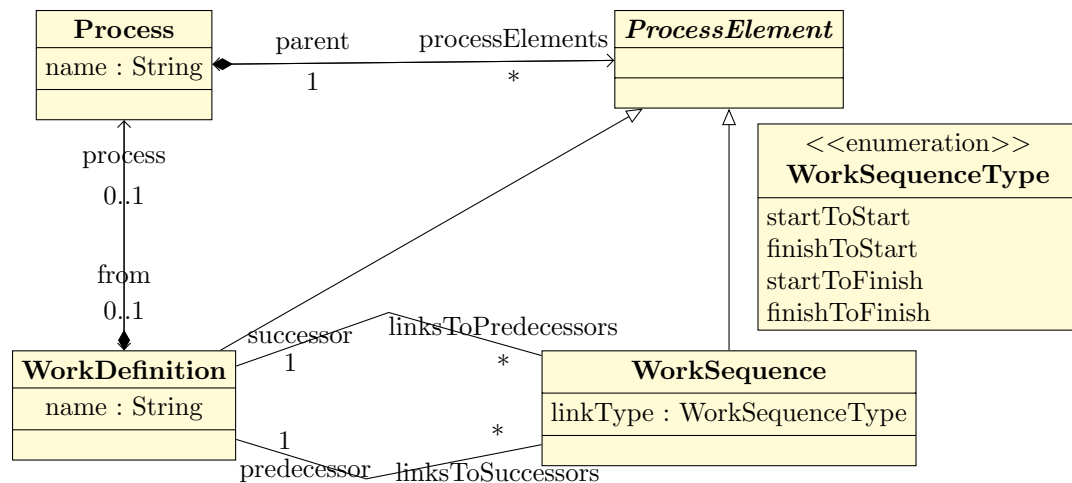 Process
name : String
parent
1
processElements
*
ProcessElement
<<enumeration>>
WorkSequenceType
startToStart
finishToStart
startToFinish
finishToFinish
process
0..1
from
0..1
successor
1
linksToPredecessors
*
WorkDefinition
name : String
WorkSequence
linkType : WorkSequenceType
1
predecessor
*
linksToSuccessors